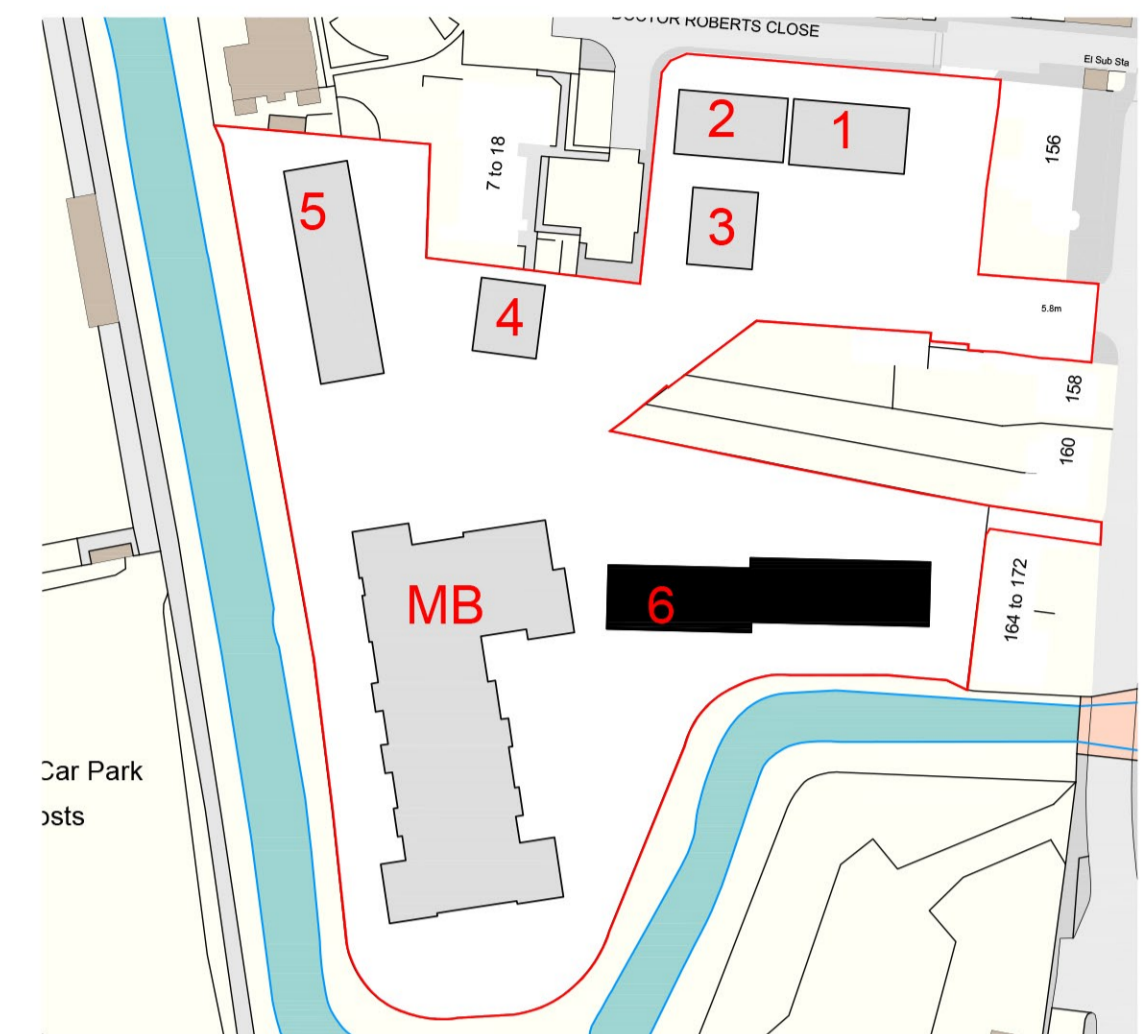 DOCTOR ROBERTS CLOSE
El Sub Sta
2
1
156
7 to 18
5
3
4
5.8m
158
160
MB
6
164 to 172
Car Park